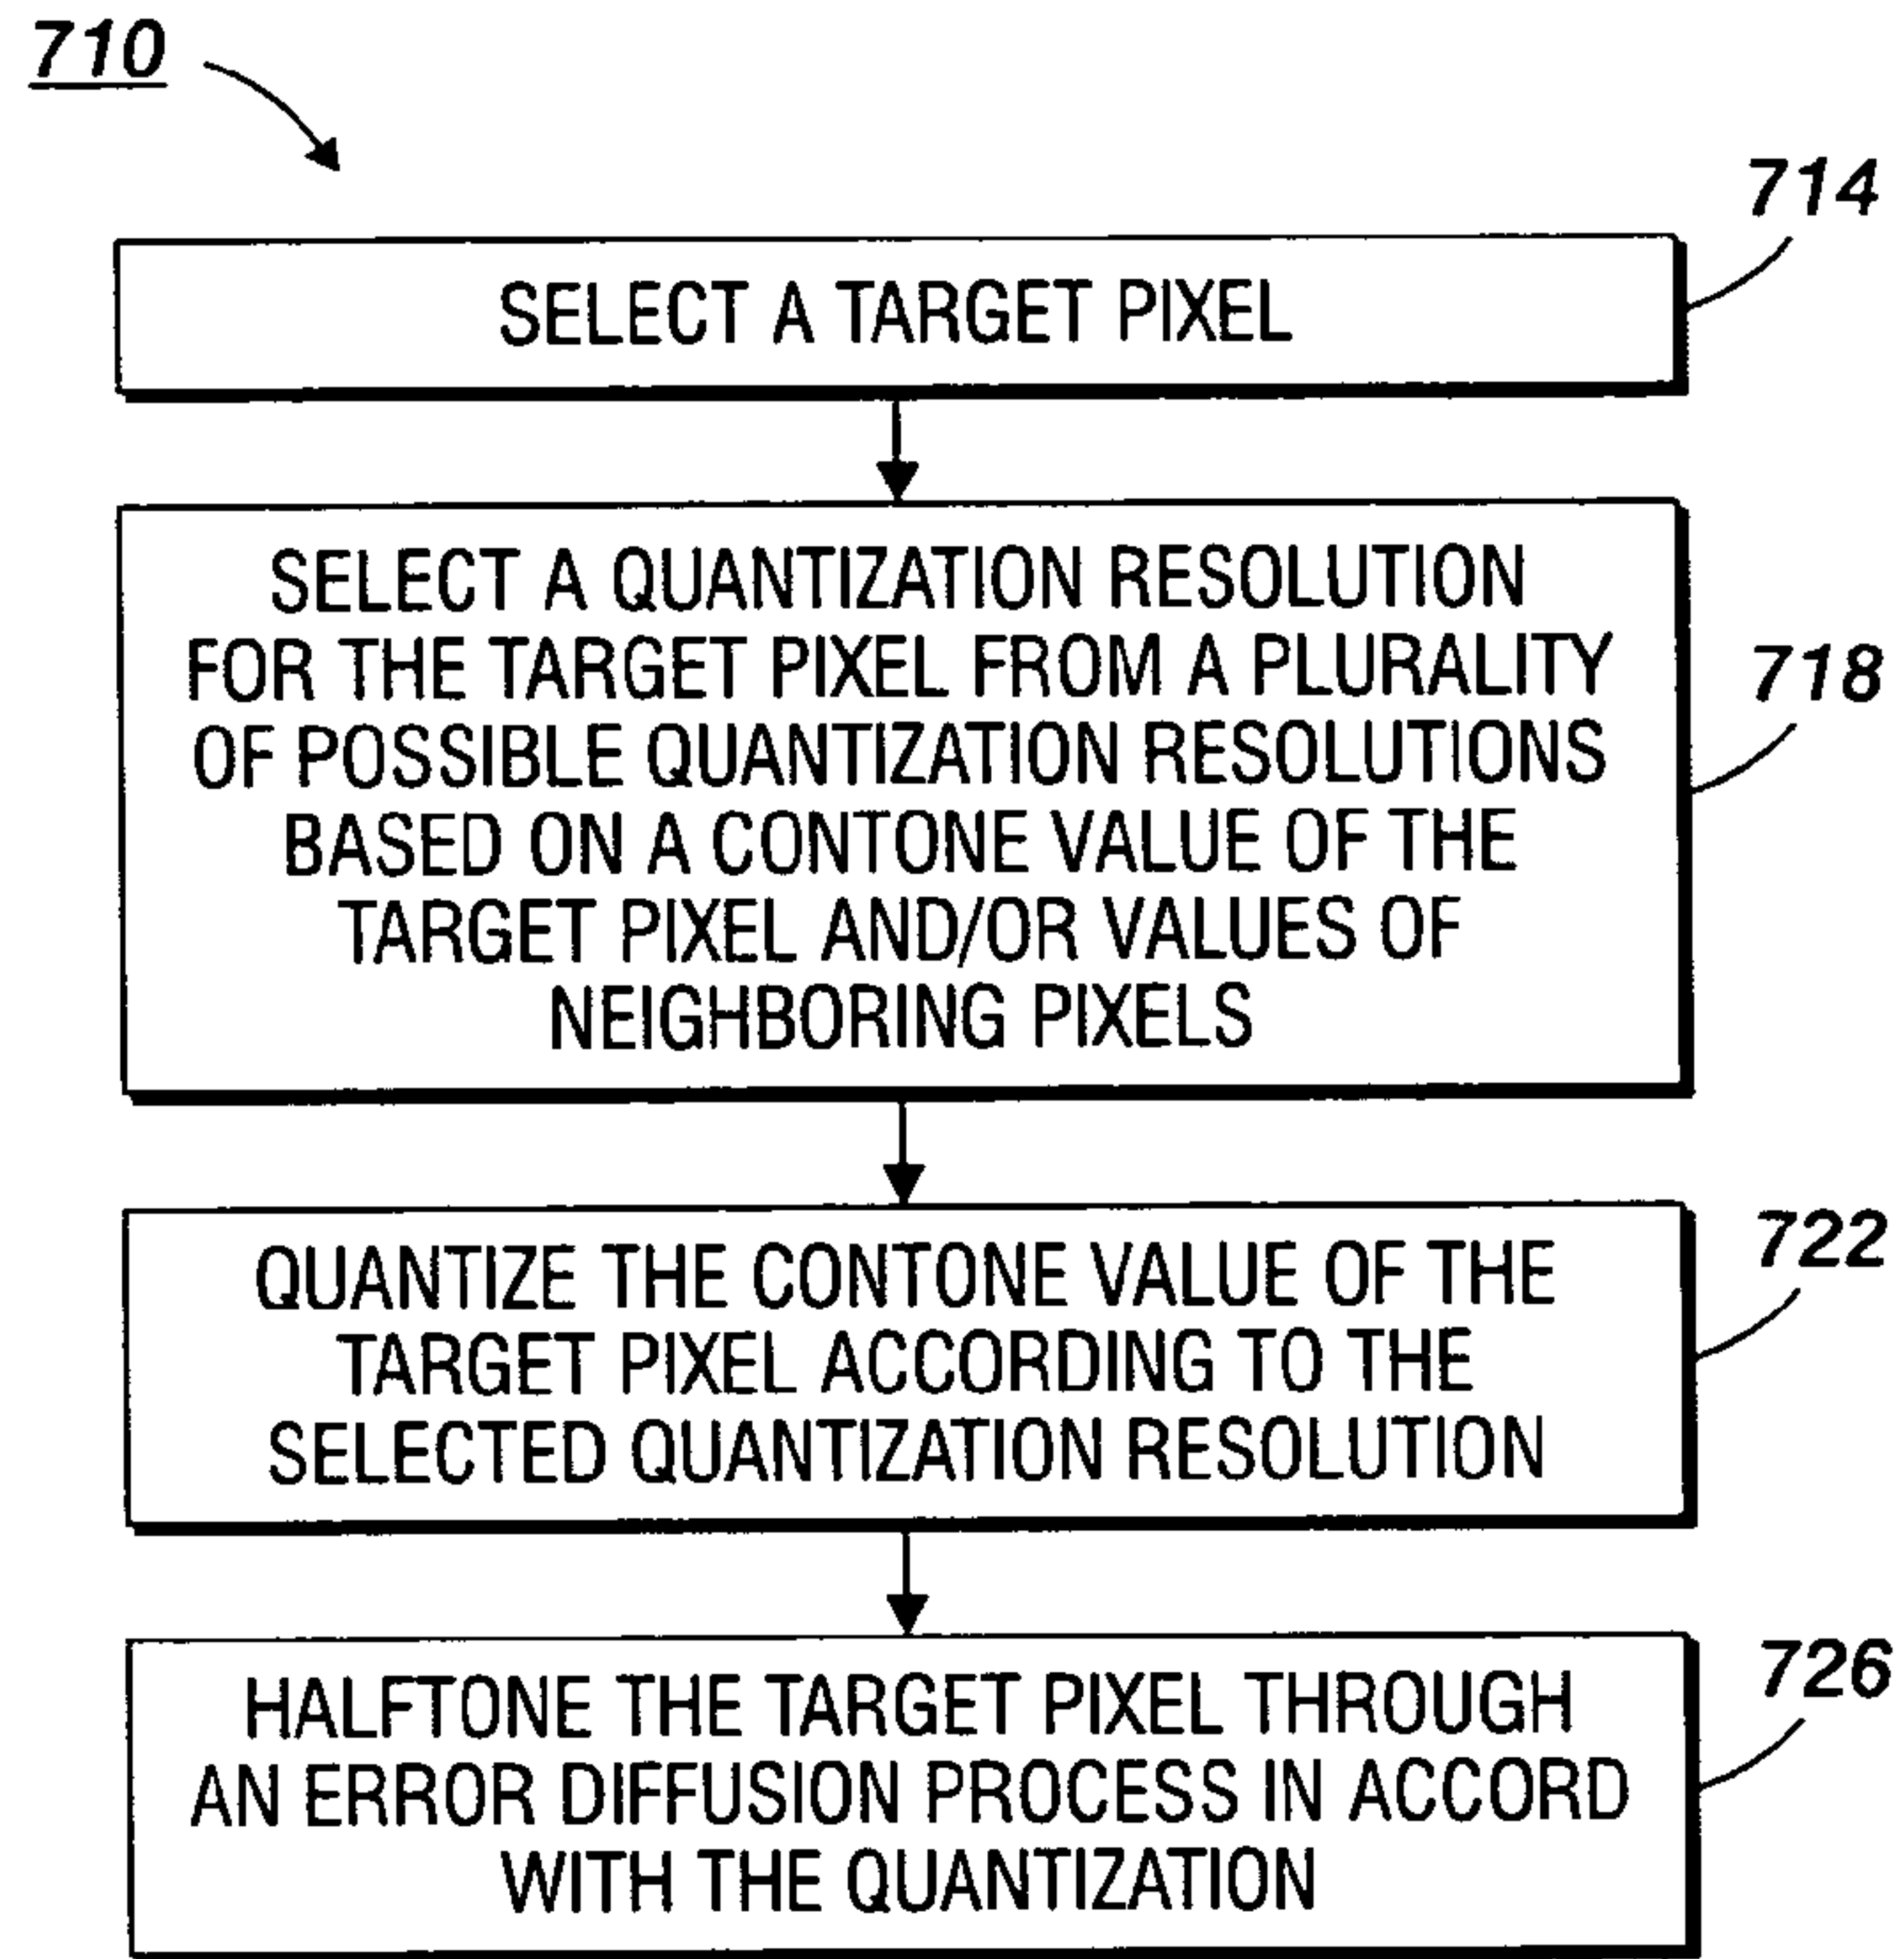 710
714
SELECT A TARGET PIXEL
SELECT A QUANTIZATION RESOLUTION
FOR THE TARGET PIXEL FROM A PLURALITY
OF POSSIBLE QUANTIZATION RESOLUTIONS
BASED ON A CONTONE VALUE OF THE
TARGET PIXEL AND/OR VALUES OF
NEIGHBORING PIXELS
718
QUANTIZE THE CONTONE VALUE OF THE
TARGET PIXEL ACCORDING TO THE
SELECTED QUANTIZATION RESOLUTION
722
HALFTONE THE TARGET PIXEL THROUGH
AN ERROR DIFFUSION PROCESS IN ACCORD
WITH THE QUANTIZATION
726